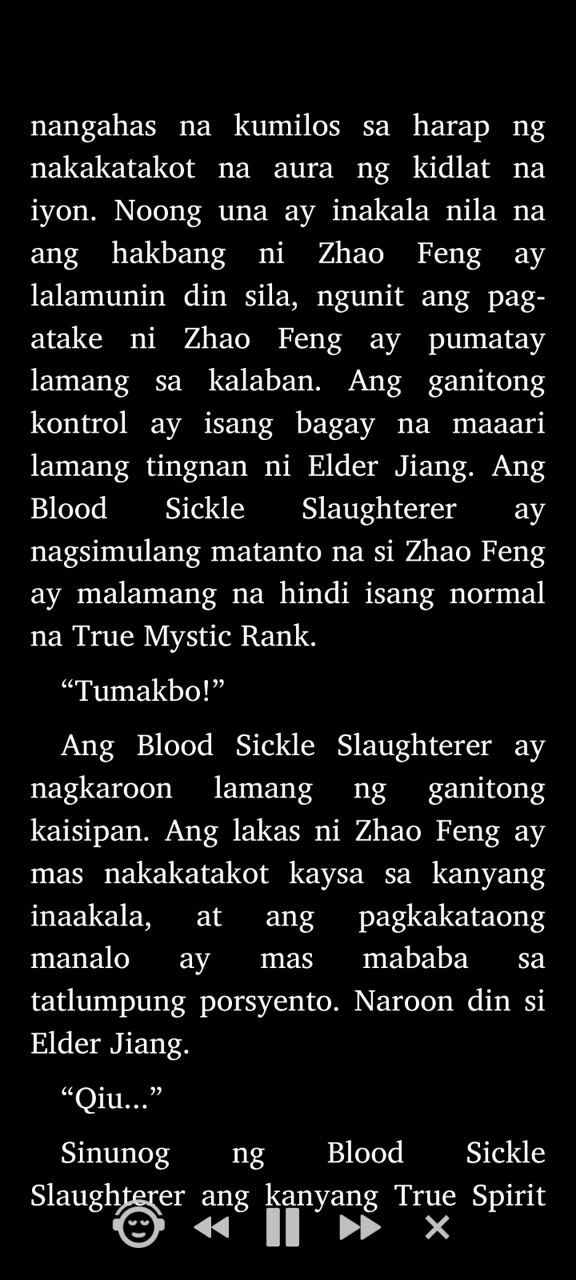 nangahas na kumilos sa harap ng
nakakatakot na aura ng kidlat na
iyon. Noong una ay inakala nila na
ang hakbang ni Zhao Feng ay
lalamunin din sila, ngunit ang pag-
atake ni Zhao Feng ay pumatay
lamang sa kalaban. Ang ganitong
kontrol ay isang bagay na maaari
lamang tingnan ni Elder Jiang. Ang
Blood Sickle Slaughterer ay
nagsimulang matanto na si Zhao Feng
ay malamang na hindi isang normal
na True Mystic Rank.
“Tumakbo!”
Ang Blood Sickle Slaughterer ay
nagkaroon lamang ng ganitong
kaisipan. Ang lakas ni Zhao Feng ay
mas nakakatakot kaysa sa kanyang
inaakala, at ang pagkakataong
manalo ay mas mababa sa
tatlumpung porsyento. Naroon din si
Elder Jiang.
“Qiu...”
Sinunog ng Blood Sickle
Slaughterer ang kanyang True Spirit